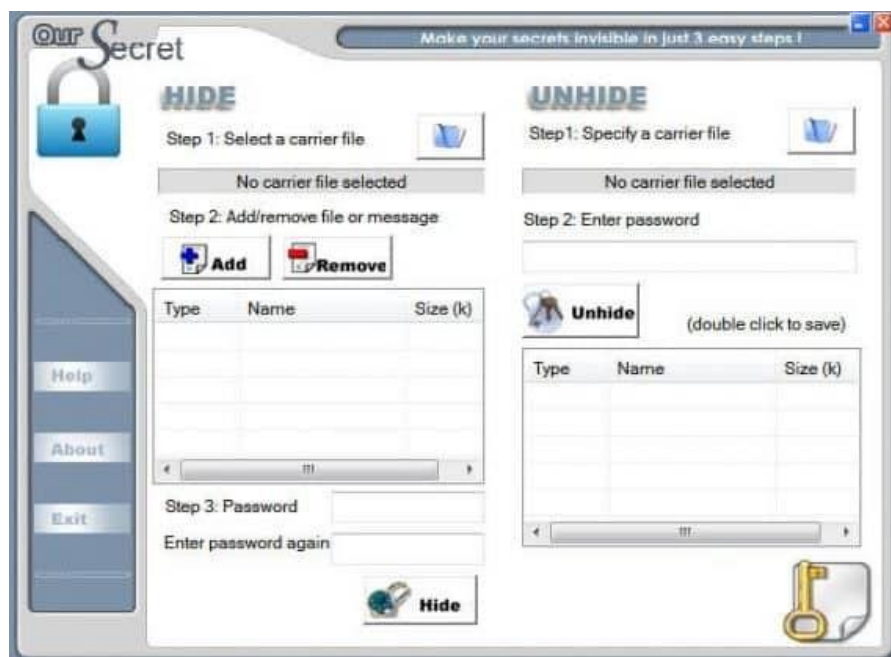 Our Secret
Make your secrets invisible in just 3 easy steps !
HIDE
Step 1: Select a carrier file
No carrier file selected
Step 2: Add/remove file or message
Add
Remove
Type Name Size (k)
Step 3: Password
Enter password again
Hide
UNHIDE
Step1: Specify a carrier file
No carrier file selected
Step 2: Enter password
Unhide
(double click to save)
Type Name Size (k)
Help
About
Exit